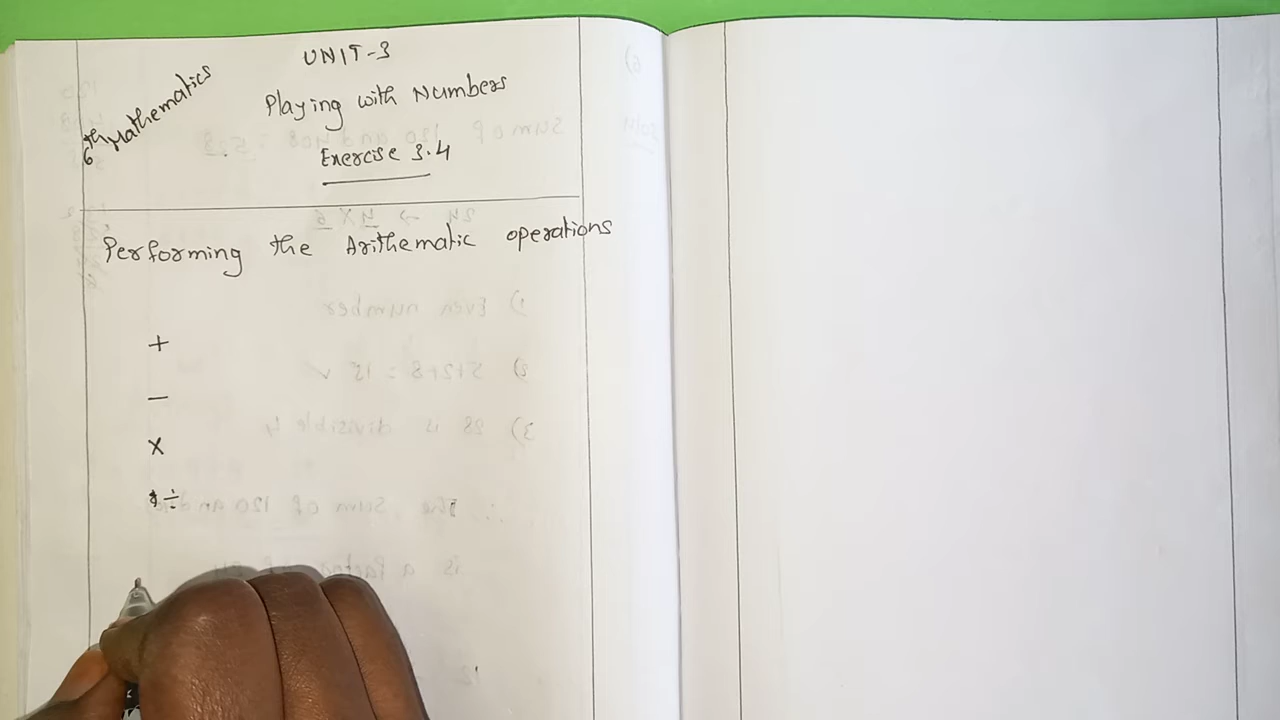 UNIT-3
6th Mathematics
Playing with Numbers
Exercise 3.4
Performing the Arithematic operations
+
−
×
÷